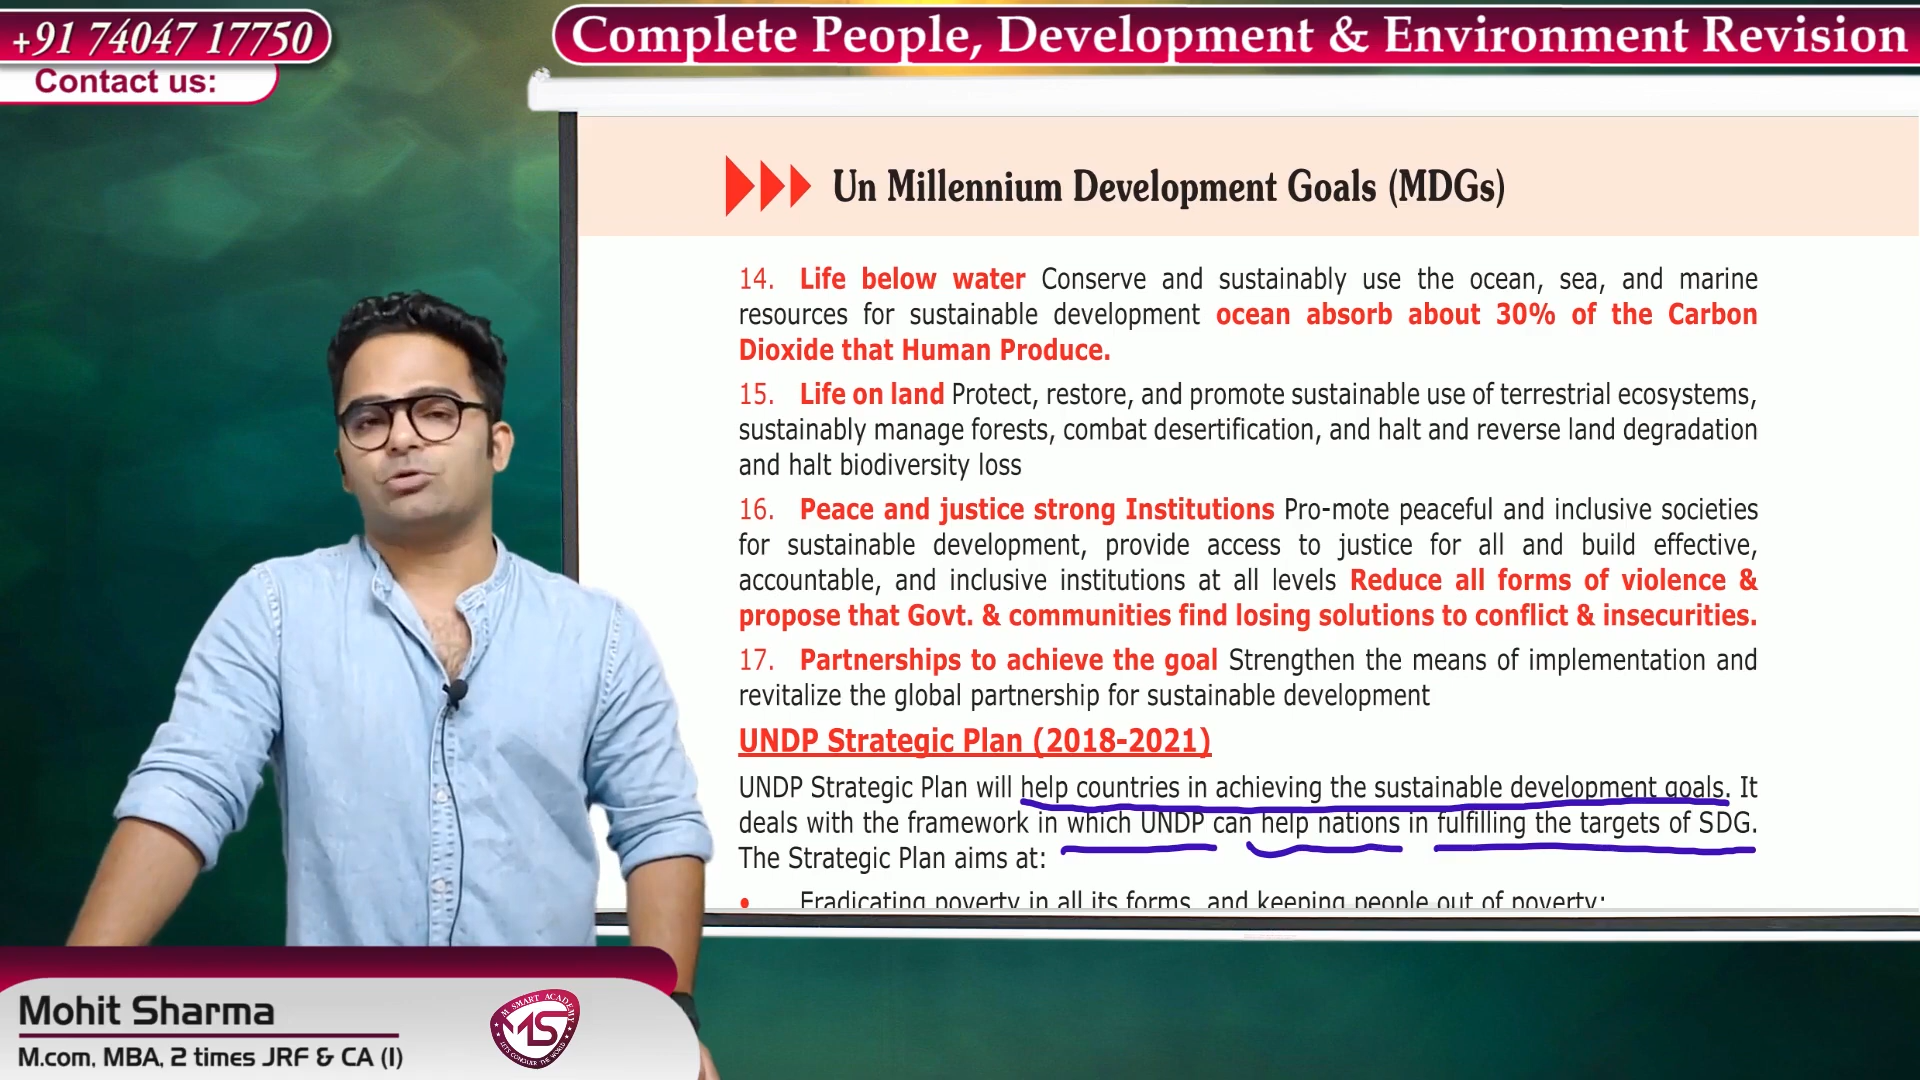 +91 74047 17750
Contact us:
Complete People, Development & Environment Revision
Un Millennium Development Goals (MDGs)
14. Life below water Conserve and sustainably use the ocean, sea, and marine
resources for sustainable development ocean absorb about 30% of the Carbon
Dioxide that Human Produce.
15. Life on land Protect, restore, and promote sustainable use of terrestrial ecosystems,
sustainably manage forests, combat desertification, and halt and reverse land degradation
and halt biodiversity loss
16. Peace and justice strong Institutions Pro-mote peaceful and inclusive societies
for sustainable development, provide access to justice for all and build effective,
accountable, and inclusive institutions at all levels Reduce all forms of violence &
propose that Govt. & communities find losing solutions to conflict & insecurities.
17. Partnerships to achieve the goal Strengthen the means of implementation and
revitalize the global partnership for sustainable development
UNDP Strategic Plan (2018-2021)
UNDP Strategic Plan will help countries in achieving the sustainable development goals. It
deals with the framework in which UNDP can help nations in fulfilling the targets of SDG.
The Strategic Plan aims at:
• Eradicating poverty in all its forms, and keeping people out of poverty;
Mohit Sharma
M.com, MBA, 2 times JRF & CA (I)
M SMART ACADEMY
MS
LETS CONQUER THE WORLD